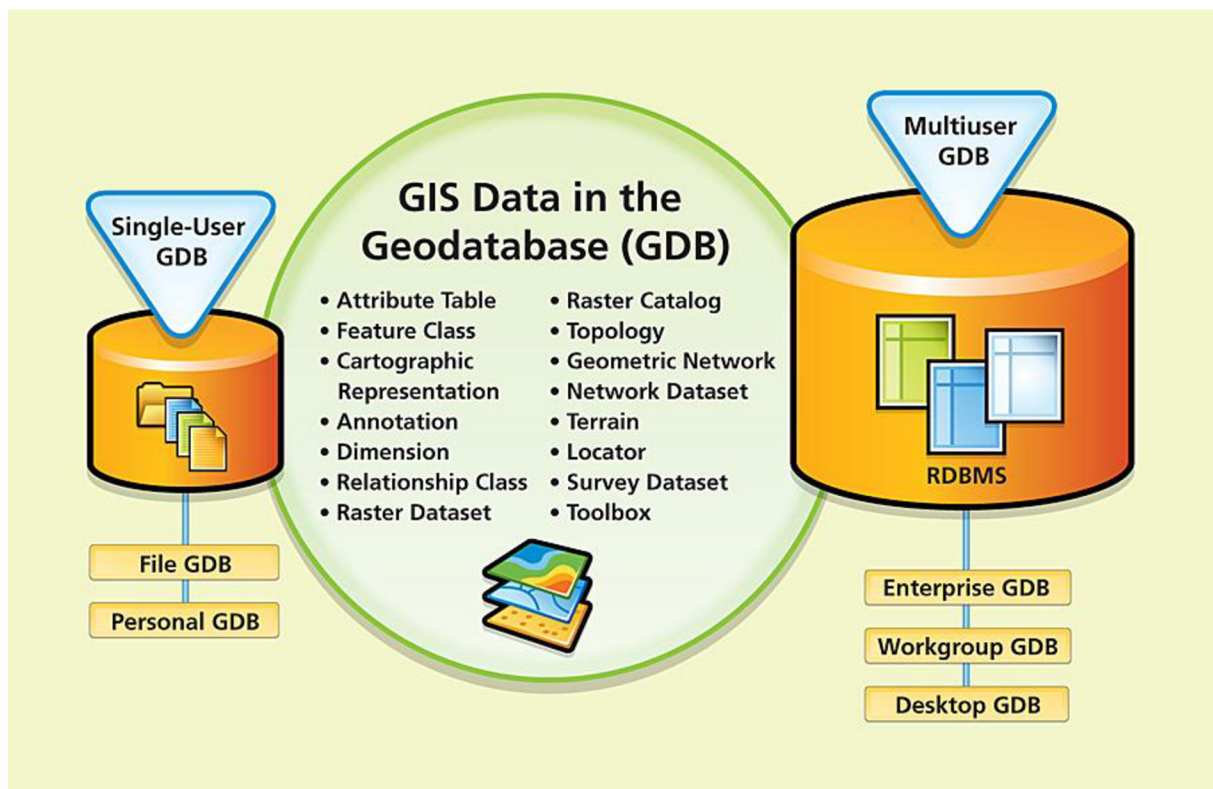 Multiuser
GDB
GIS Data in the
Geodatabase (GDB)
Single-User
GDB
• Attribute Table
• Feature Class
• Cartographic
Representation
• Annotation
• Dimension
• Relationship Class
• Raster Dataset
• Raster Catalog
• Topology
• Geometric Network
• Network Dataset
• Terrain
• Locator
• Survey Dataset
• Toolbox
RDBMS
File GDB
Personal GDB
Enterprise GDB
Workgroup GDB
Desktop GDB